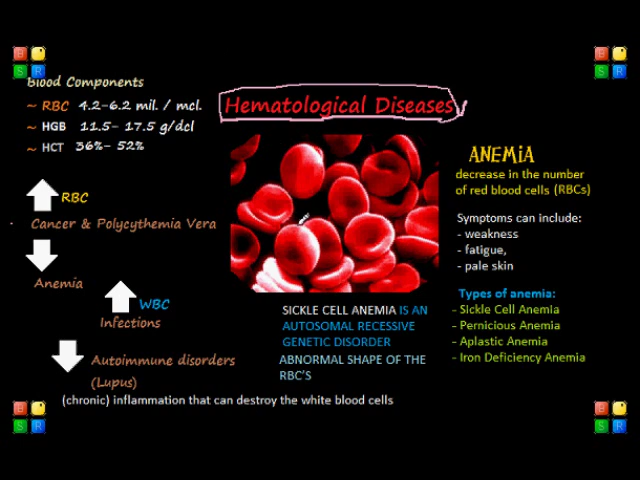 B
S R
B
S R
Blood Components
~ RBC 4.2-6.2 mil. / mcl.
~ HGB 11.5- 17.5 g/dcl
~ HCT 36%- 52%
Hematological Diseases
RBC
Cancer & Polycythemia Vera
Anemia
WBC
Infections
Autoimmune disorders
(Lupus)
(chronic) inflammation that can destroy the white blood cells
SICKLE CELL ANEMIA IS AN
AUTOSOMAL RECESSIVE
GENETIC DISORDER
ABNORMAL SHAPE OF THE
RBC'S
ANEMiA
decrease in the number
of red blood cells (RBCs)
Symptoms can include:
- weakness
- fatigue,
- pale skin
Types of anemia:
- Sickle Cell Anemia
- Pernicious Anemia
- Aplastic Anemia
- Iron Deficiency Anemia
B
S R
B
S R